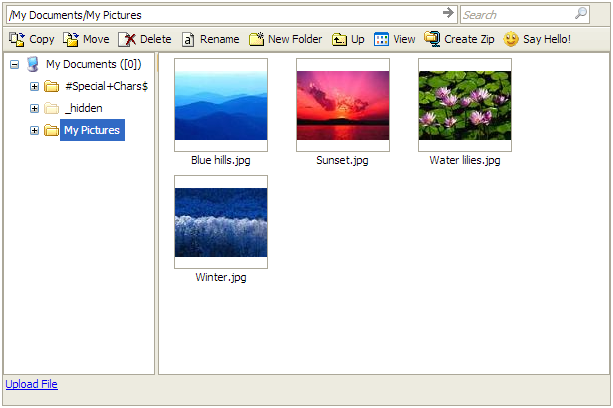 /My Documents/My Pictures Search
Copy Move Delete Rename New Folder Up View Create Zip Say Hello!
My Documents ([0])
#Special+Chars$
_hidden
My Pictures
Blue hills.jpg Sunset.jpg Water lilies.jpg
Winter.jpg
Upload File